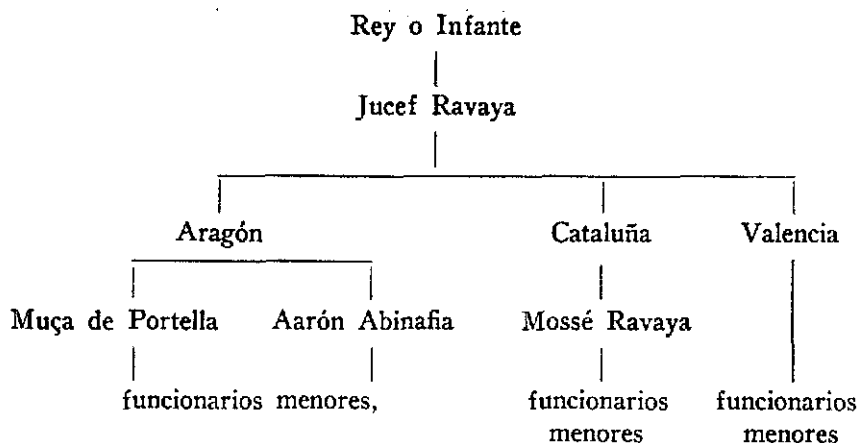 Rey o Infante
Jucef Ravaya
Aragón Cataluña Valencia
Muça de Portella Aarón Abinafia Mossé Ravaya
funcionarios menores, funcionarios menores funcionarios menores